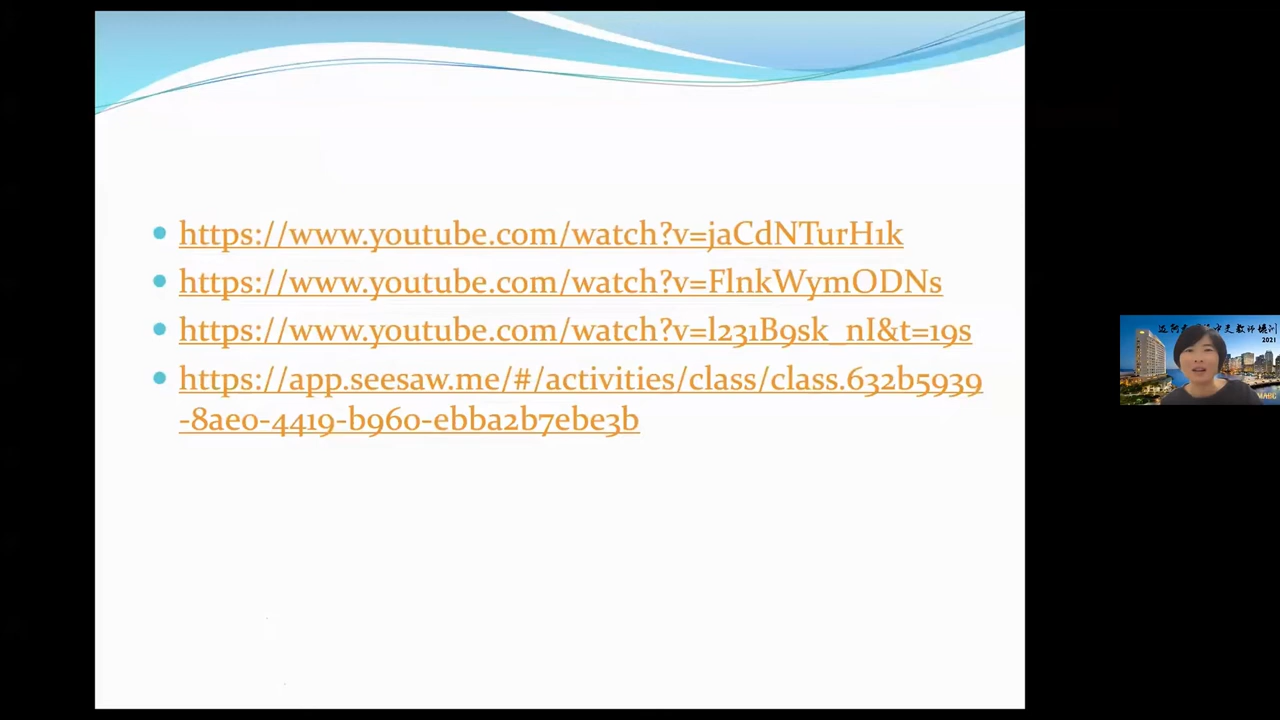 https://www.youtube.com/watch?v=jaCdNTurH1k
https://www.youtube.com/watch?v=FlnkWymODNs
https://www.youtube.com/watch?v=l231B9sk_nI&t=19s
https://app.seesaw.me/#/activities/class/class.632b5939
-8ae0-4419-b960-ebba2b7ebe3b
2021